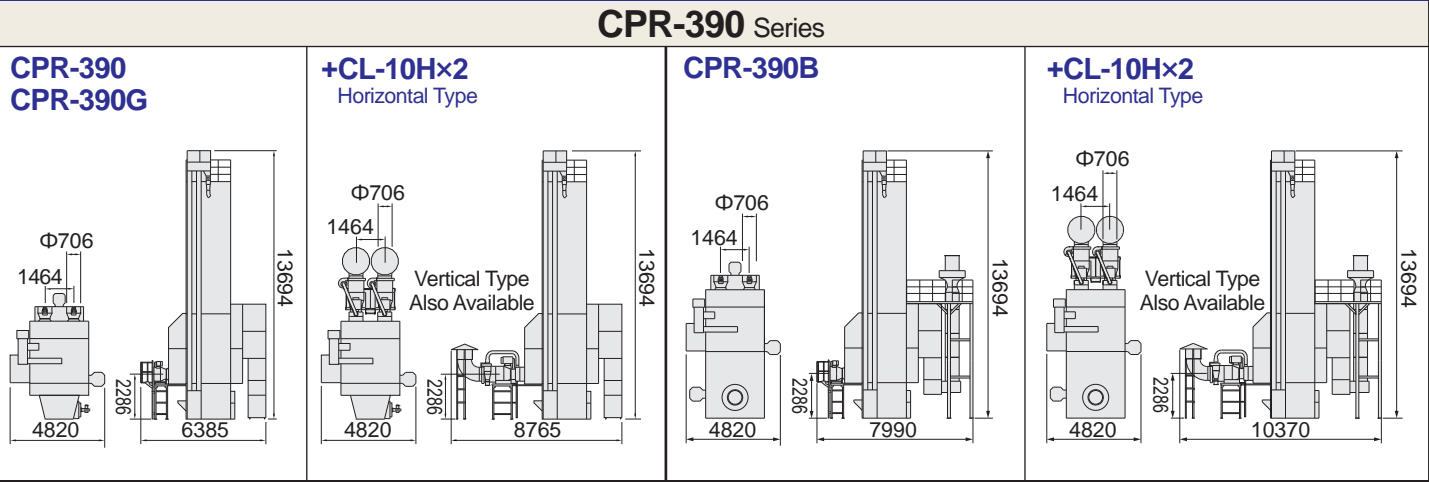 CPR-390 Series
CPR-390
CPR-390G
Φ706
1464
13694
2286
4820
6385
+CL-10H×2
Horizontal Type
Φ706
1464
Vertical Type
Also Available
13694
2286
4820
8765
CPR-390B
Φ706
1464
13694
2286
4820
7990
+CL-10H×2
Horizontal Type
Φ706
1464
Vertical Type
Also Available
13694
2286
4820
10370